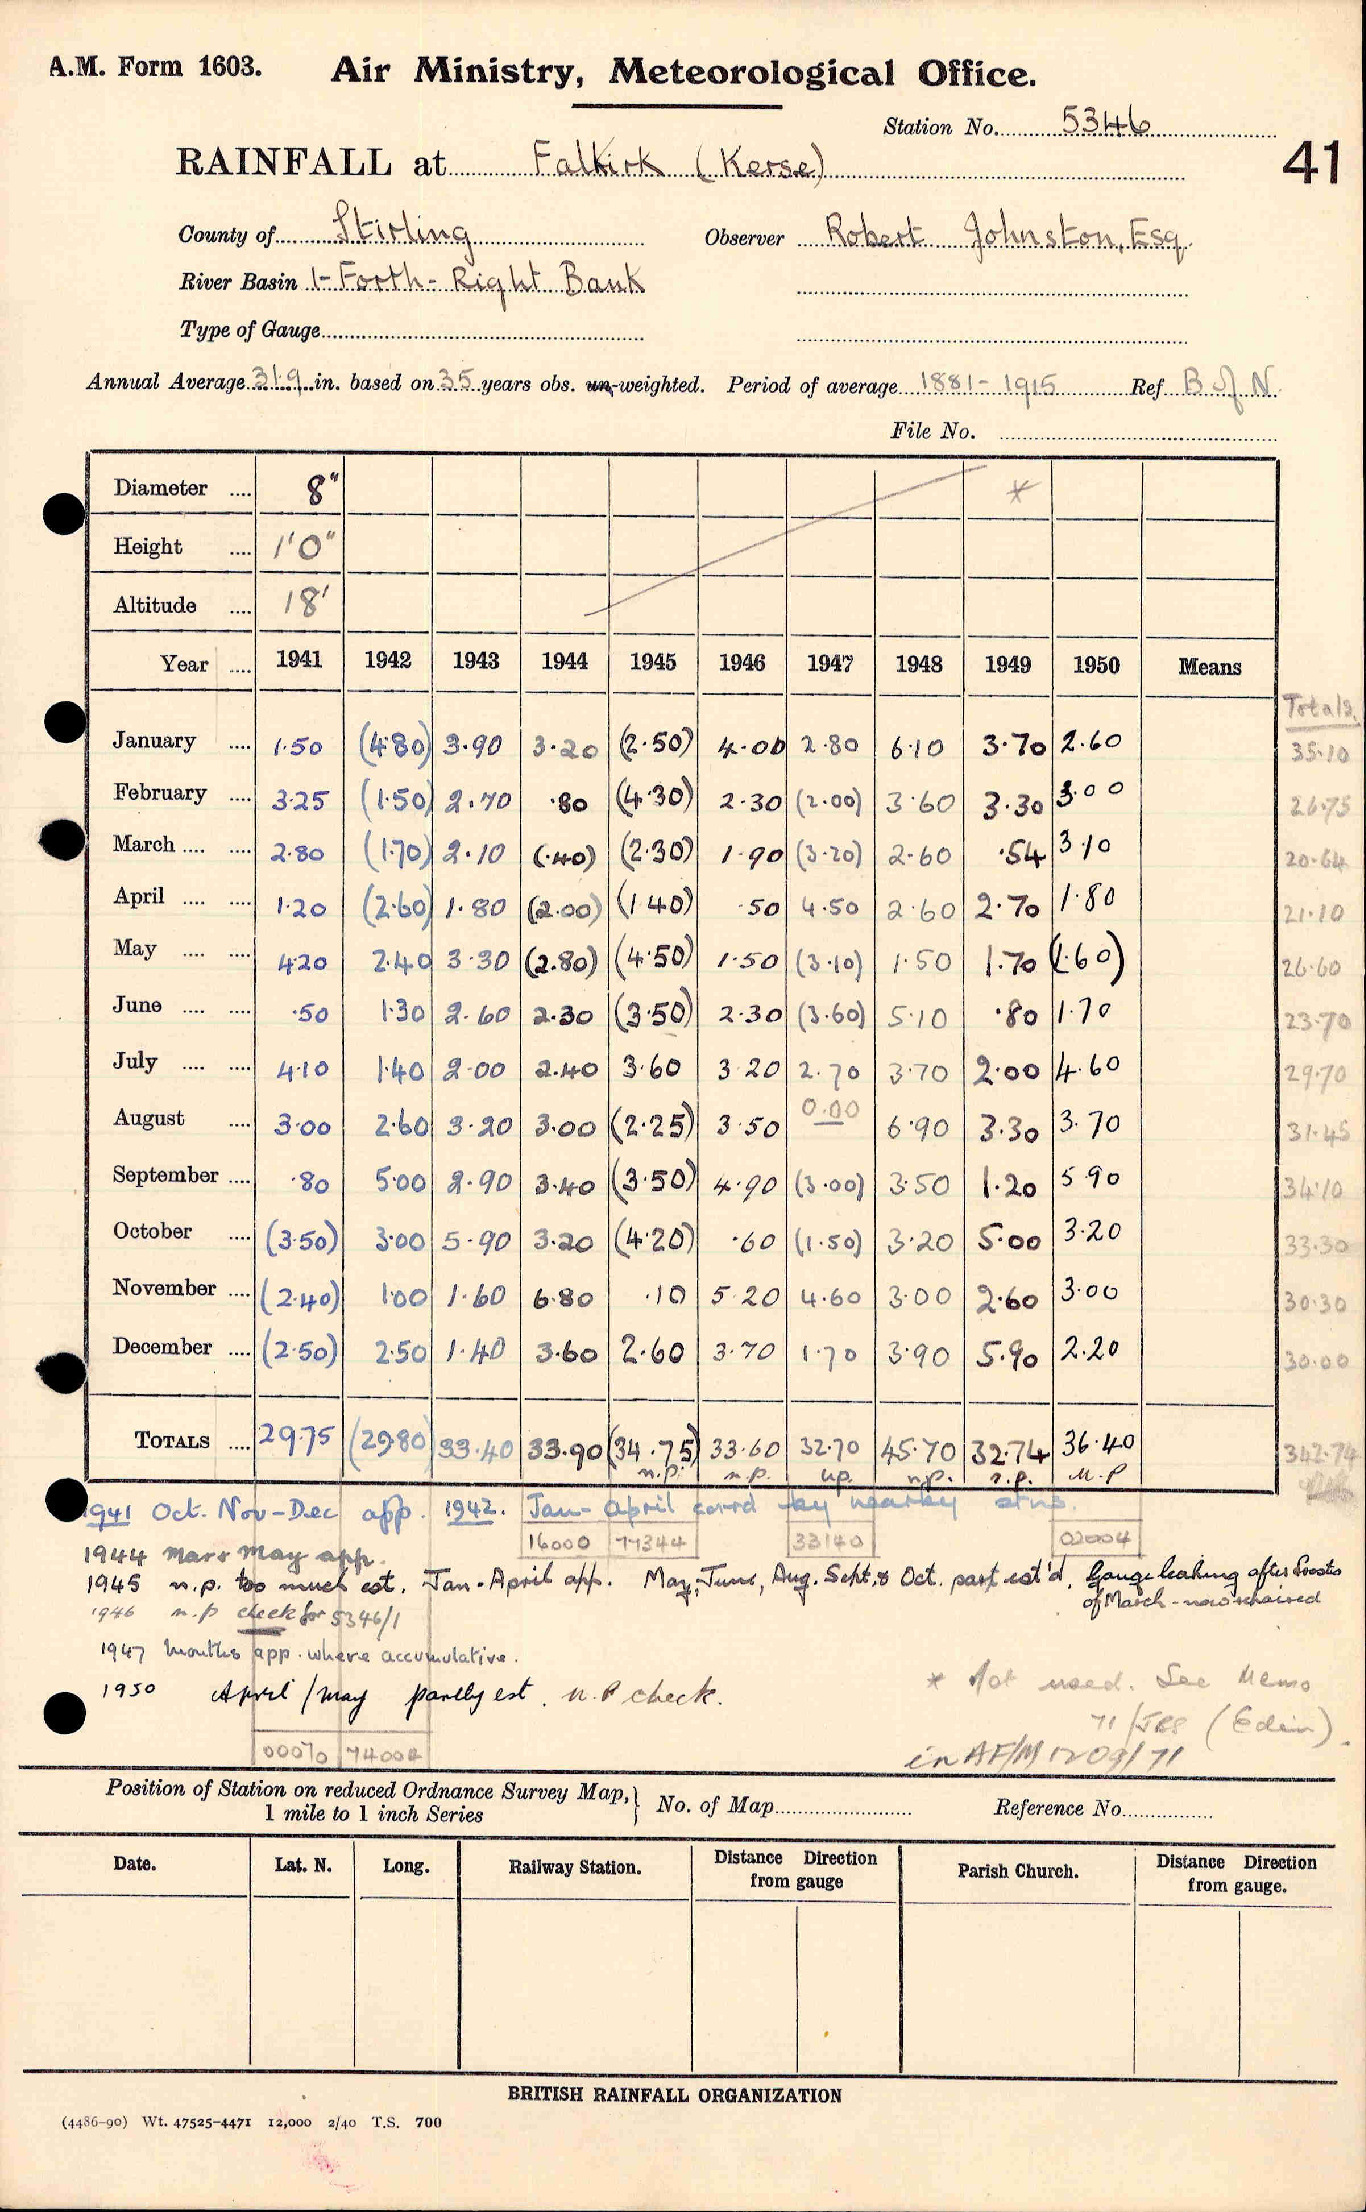 A.M. Form 1603. Air Ministry, Meteorological Office.
Station No. 5346
41
RAINFALL at Falkirk (Kerse)
County of Stirling Observer Robert Johnston, Esq.
River Basin 1-Forth-Right Bank
Type of Gauge
Annual Average 31.9 in. based on 35 years obs. un-weighted. Period of average 1881-1915 Ref B of N.
File No.
Diameter .... 8" *
Height .... 1'0"
Altitude .... 18'
Year .... 1941 1942 1943 1944 1945 1946 1947 1948 1949 1950 Means
Totals
January .... 1.50 (4.80) 3.90 3.20 (2.50) 4.00 2.80 6.10 3.70 2.60 35.10
February .... 3.25 (1.50) 2.70 .80 (4.30) 2.30 (2.00) 3.60 3.30 3.00 26.75
March .... .... 2.80 (1.70) 2.10 (.40) (2.30) 1.90 (3.20) 2.60 .54 3.10 20.64
April .... .... 1.20 (2.60) 1.80 (2.00) (1.40) .50 4.50 2.60 2.70 1.80 21.10
May .... .... 4.20 2.40 3.30 (2.80) (4.50) 1.50 (3.10) 1.50 1.70 (1.60) 26.60
June .... .... .50 1.30 2.60 2.30 (3.50) 2.30 (3.60) 5.10 .80 1.70 23.70
July .... .... 4.10 1.40 2.00 2.40 3.60 3.20 2.70 3.70 2.00 4.60 29.70
August .... 3.00 2.60 3.20 3.00 (2.25) 3.50 0.00 6.90 3.30 3.70 31.45
September .... .80 5.00 2.90 3.40 (3.50) 4.90 (3.00) 3.50 1.20 5.90 34.10
October .... (3.50) 3.00 5.90 3.20 (4.20) .60 (1.50) 3.20 5.00 3.20 33.30
November .... (2.40) 1.00 1.60 6.80 .10 5.20 4.60 3.00 2.60 3.00 30.30
December .... (2.50) 2.50 1.40 3.60 2.60 3.70 1.70 3.90 5.90 2.20 30.00
TOTALS .... 29.75 (29.80) 33.40 33.90 (34.75) 33.60 32.70 45.70 32.74 36.40 342.74
n.p. n.p. n.p. n.p. n.p. n.p
1941 Oct. Nov-Dec app. 1942. Jan-April corrd by nearby stns.
16000 77344 33140 02004
1944 Mar & May app.
1945 n.p. too much est. Jan-April app. May, June, Aug. Sept, & Oct. part est'd. Gauge leaking after frosts
of March - now repaired
1946 n.p check for 5346/1
1947 Months app. where accumulative.
1950 April/May partly est. n.p check.
* Not used. See Memo
71/JRS (Edin).
in AF/M1209/71
00070 74002
Position of Station on reduced Ordnance Survey Map, } No. of Map Reference No.
1 mile to 1 inch Series
Date. Lat. N. Long. Railway Station. Distance Direction from gauge Parish Church. Distance Direction from gauge.
BRITISH RAINFALL ORGANIZATION
(4486-90) Wt. 47525-4471 12,000 2/40 T.S. 700